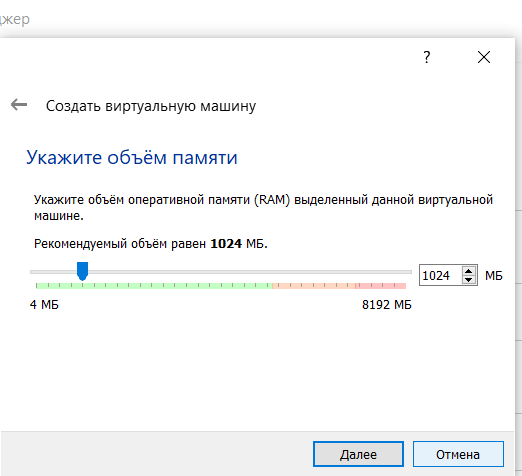 ?
Создать виртуальную машину
Укажите объём памяти
Укажите объём оперативной памяти (RAM) выделенный данной виртуальной
машине.
Рекомендуемый объём равен 1024 МБ.
1024 МБ
4 МБ 8192 МБ
Далее Отмена